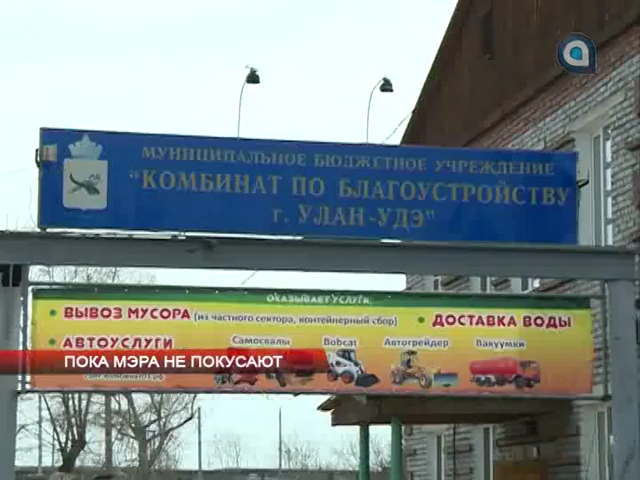 МУНИЦИПАЛЬНОЕ БЮДЖЕТНОЕ УЧРЕЖДЕНИЕ
"КОМБИНАТ ПО БЛАГОУСТРОЙСТВУ
г. УЛАН-УДЭ"
ОКАЗЫВАЕТ УСЛУГИ:
• ВЫВОЗ МУСОРА (из частного сектора, контейнерный сбор) • ДОСТАВКА ВОДЫ
• АВТОУСЛУГИ Самосвалы Bobcat Автогрейдер Вакуумки
ПОКА МЭРА НЕ ПОКУСАЮТ